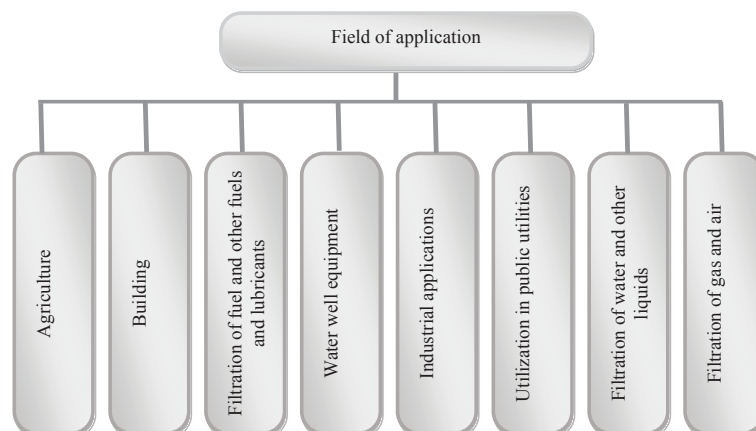 Field of application
Agriculture
Building
Filtration of fuel and other fuels
and lubricants
Water well equipment
Industrial applications
Utilization in public utilities
Filtration of water and other
liquids
Filtration of gas and air